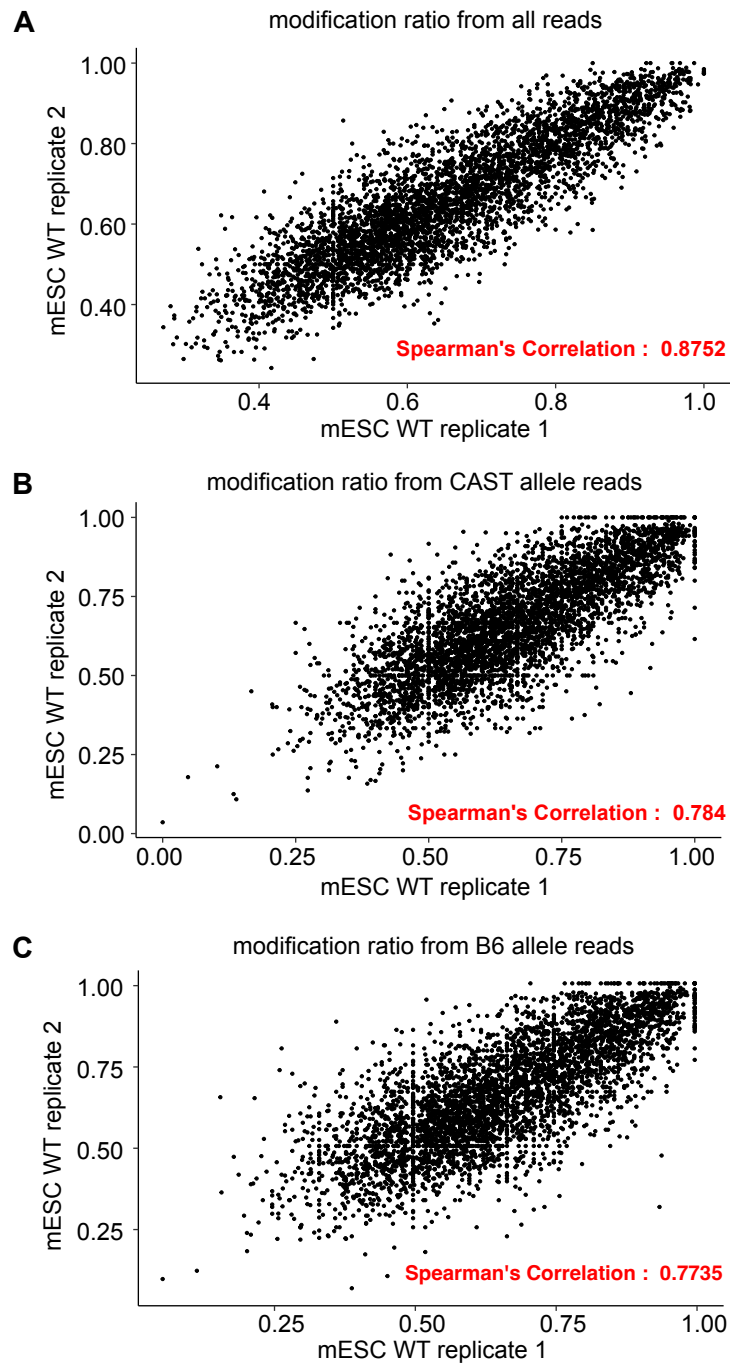 A
modification ratio from all reads
mESC WT replicate 2
1.00
0.80
0.60
0.40
Spearman's Correlation : 0.8752
0.4 0.6 0.8 1.0
mESC WT replicate 1
B
modification ratio from CAST allele reads
mESC WT replicate 2
1.00
0.75
0.50
0.25
0.00
Spearman's Correlation : 0.784
0.00 0.25 0.50 0.75 1.00
mESC WT replicate 1
C
modification ratio from B6 allele reads
mESC WT replicate 2
1.00
0.75
0.50
0.25
Spearman's Correlation : 0.7735
0.25 0.50 0.75 1.00
mESC WT replicate 1